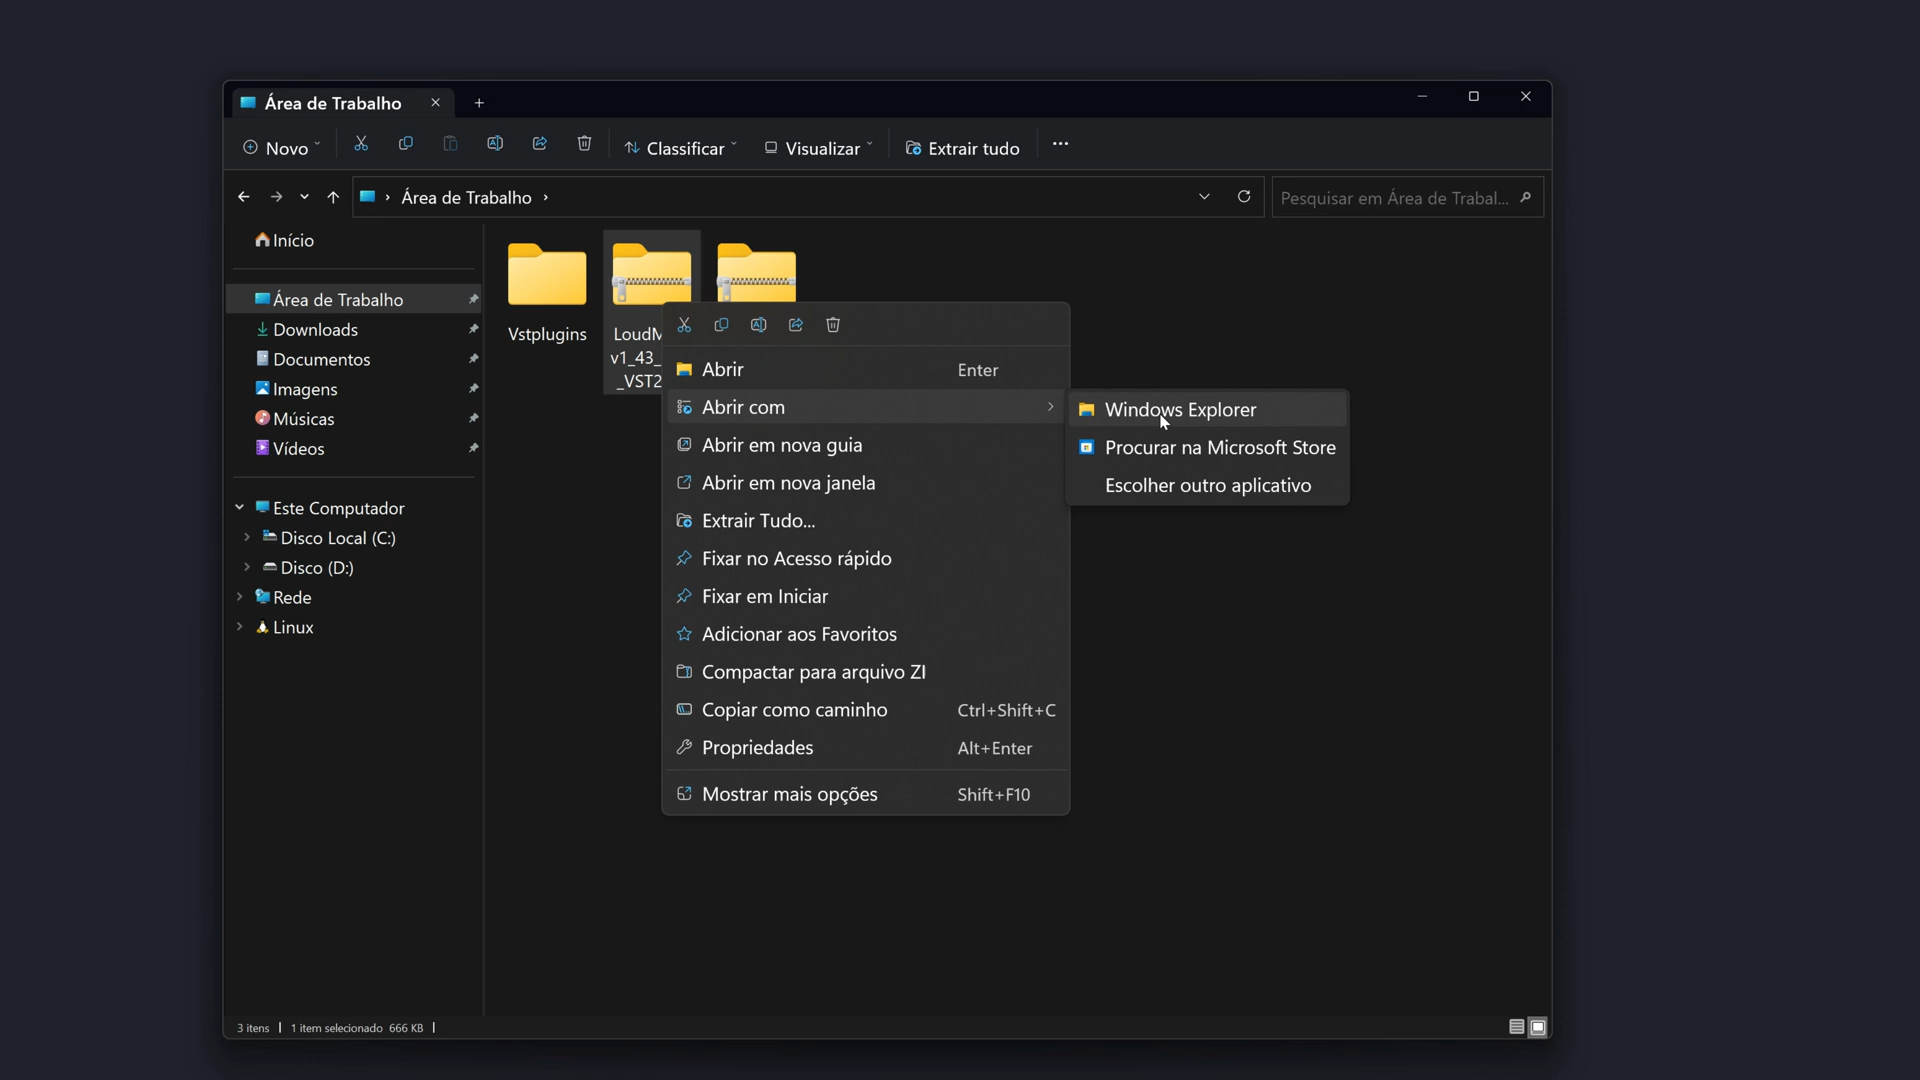 Área de Trabalho
Novo
Classificar
Visualizar
Extrair tudo
Área de Trabalho
Pesquisar em Área de Trabal...
Início
Área de Trabalho
Downloads
Documentos
Imagens
Músicas
Vídeos
Este Computador
Disco Local (C:)
Disco (D:)
Rede
Linux
Vstplugins
LoudM
v1_43_
_VST2
Abrir Enter
Abrir com
Abrir em nova guia
Abrir em nova janela
Extrair Tudo...
Fixar no Acesso rápido
Fixar em Iniciar
Adicionar aos Favoritos
Compactar para arquivo ZI
Copiar como caminho Ctrl+Shift+C
Propriedades Alt+Enter
Mostrar mais opções Shift+F10
Windows Explorer
Procurar na Microsoft Store
Escolher outro aplicativo
3 itens 1 item selecionado 666 KB